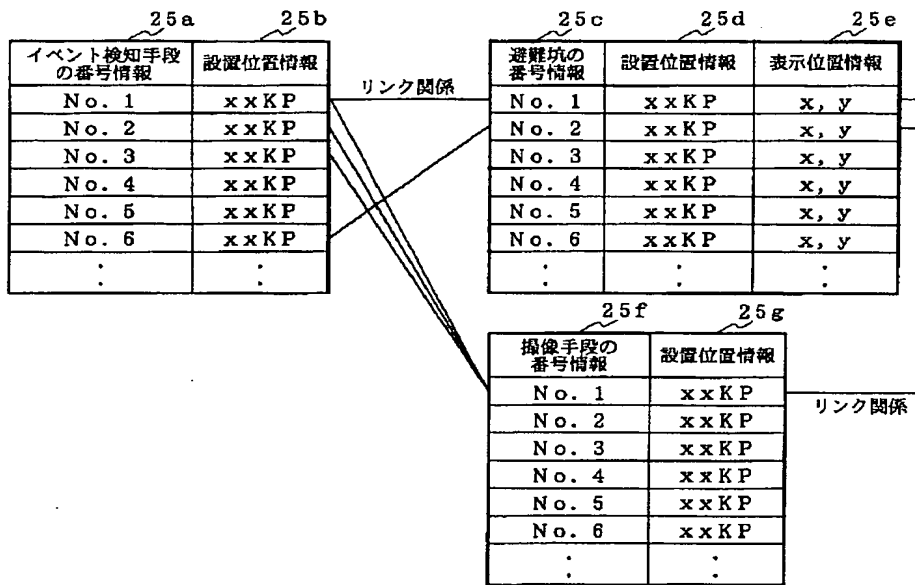 25a 25b 25c 25d 25e
イベント検知手段の番号情報 設置位置情報
No. 1 xxKP
No. 2 xxKP
No. 3 xxKP
No. 4 xxKP
No. 5 xxKP
No. 6 xxKP
: :
リンク関係
避難坑の番号情報 設置位置情報 表示位置情報
No. 1 xxKP x, y
No. 2 xxKP x, y
No. 3 xxKP x, y
No. 4 xxKP x, y
No. 5 xxKP x, y
No. 6 xxKP x, y
: : :
25f 25g
撮像手段の番号情報 設置位置情報
No. 1 xxKP
No. 2 xxKP
No. 3 xxKP
No. 4 xxKP
No. 5 xxKP
No. 6 xxKP
: :
リンク関係